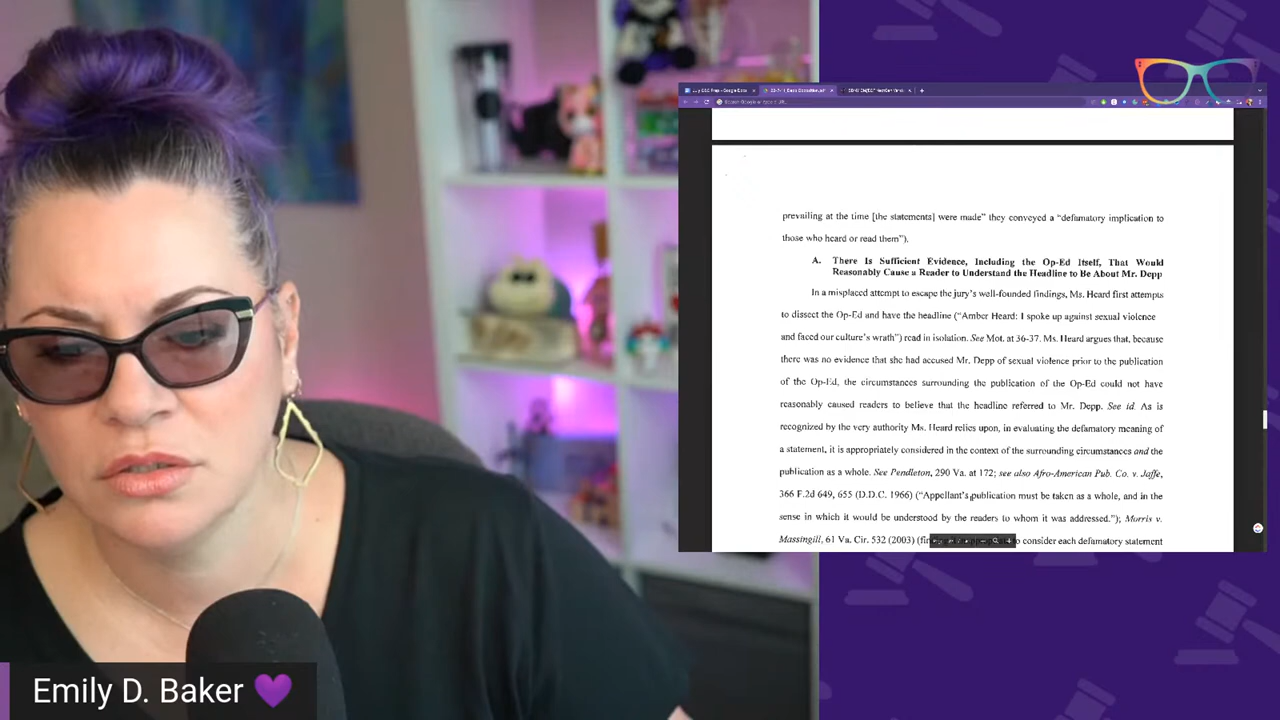 prevailing at the time [the statements] were made" they conveyed a "defamatory implication to
those who heard or read them").
A. There Is Sufficient Evidence, Including the Op-Ed Itself, That Would
Reasonably Cause a Reader to Understand the Headline to Be About Mr. Depp
In a misplaced attempt to escape the jury's well-founded findings, Ms. Heard first attempts
to dissect the Op-Ed and have the headline ("Amber Heard: I spoke up against sexual violence
and faced our culture's wrath") read in isolation. See Mot. at 36-37. Ms. Heard argues that, because
there was no evidence that she had accused Mr. Depp of sexual violence prior to the publication
of the Op-Ed, the circumstances surrounding the publication of the Op-Ed could not have
reasonably caused readers to believe that the headline referred to Mr. Depp. See id. As is
recognized by the very authority Ms. Heard relies upon, in evaluating the defamatory meaning of
a statement, it is appropriately considered in the context of the surrounding circumstances and the
publication as a whole. See Pendleton, 290 Va. at 172; see also Afro-American Pub. Co. v. Jaffe,
366 F.2d 649, 655 (D.D.C. 1966) ("Appellant's publication must be taken as a whole, and in the
sense in which it would be understood by the readers to whom it was addressed."); Morris v.
Massingill, 61 Va. Cir. 532 (2003) consider each defamatory statement
Emily D. Baker 💜